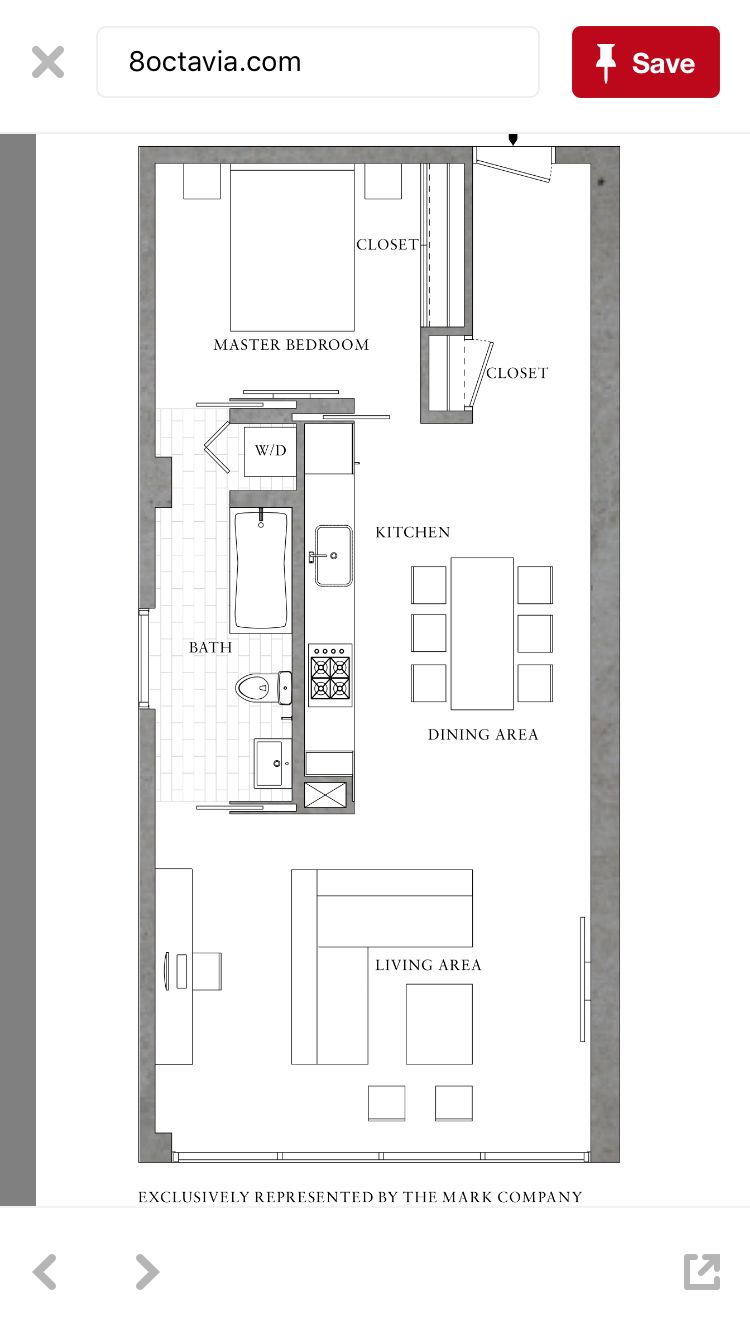 8octavia.com
Save
CLOSET
MASTER BEDROOM
CLOSET
W/D
KITCHEN
BATH
DINING AREA
LIVING AREA
EXCLUSIVELY REPRESENTED BY THE MARK COMPANY